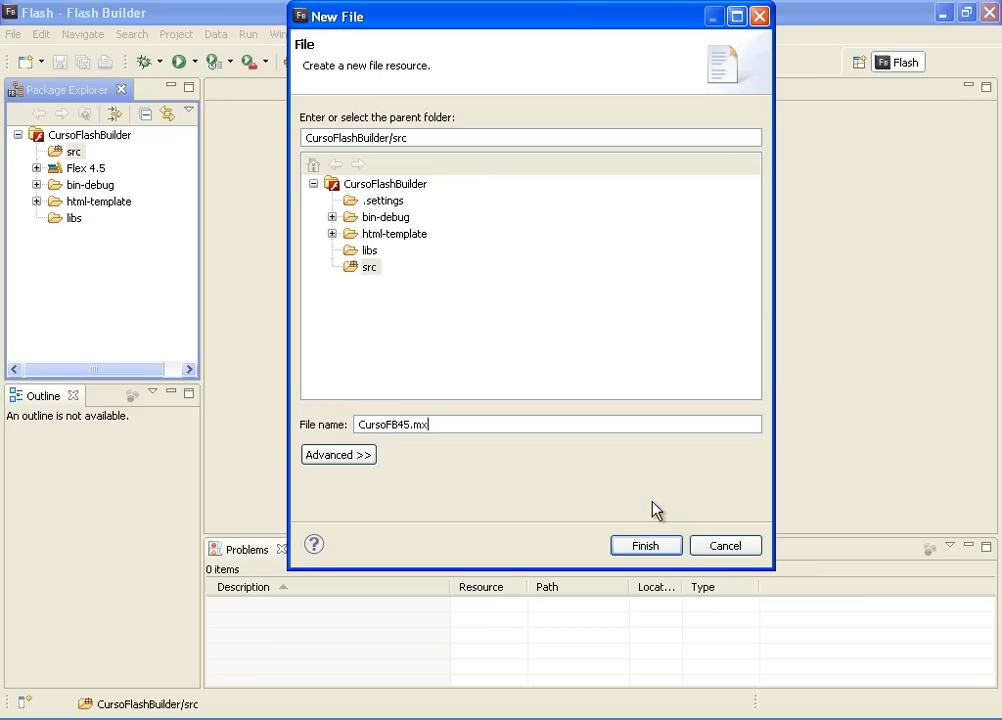 Flash - Flash Builder
New File
File Edit Navigate Search Project Data Run Win
File
Create a new file resource.
Flash
Package Explorer
Enter or select the parent folder:
CursoFlashBuilder/src
CursoFlashBuilder
src
Flex 4.5
bin-debug
html-template
libs
CursoFlashBuilder
.settings
bin-debug
html-template
libs
src
Outline
An outline is not available.
File name: CursoFB45.mx
Advanced >>
Finish
Cancel
Problems
0 items
Description Resource Path Locat... Type
CursoFlashBuilder/src